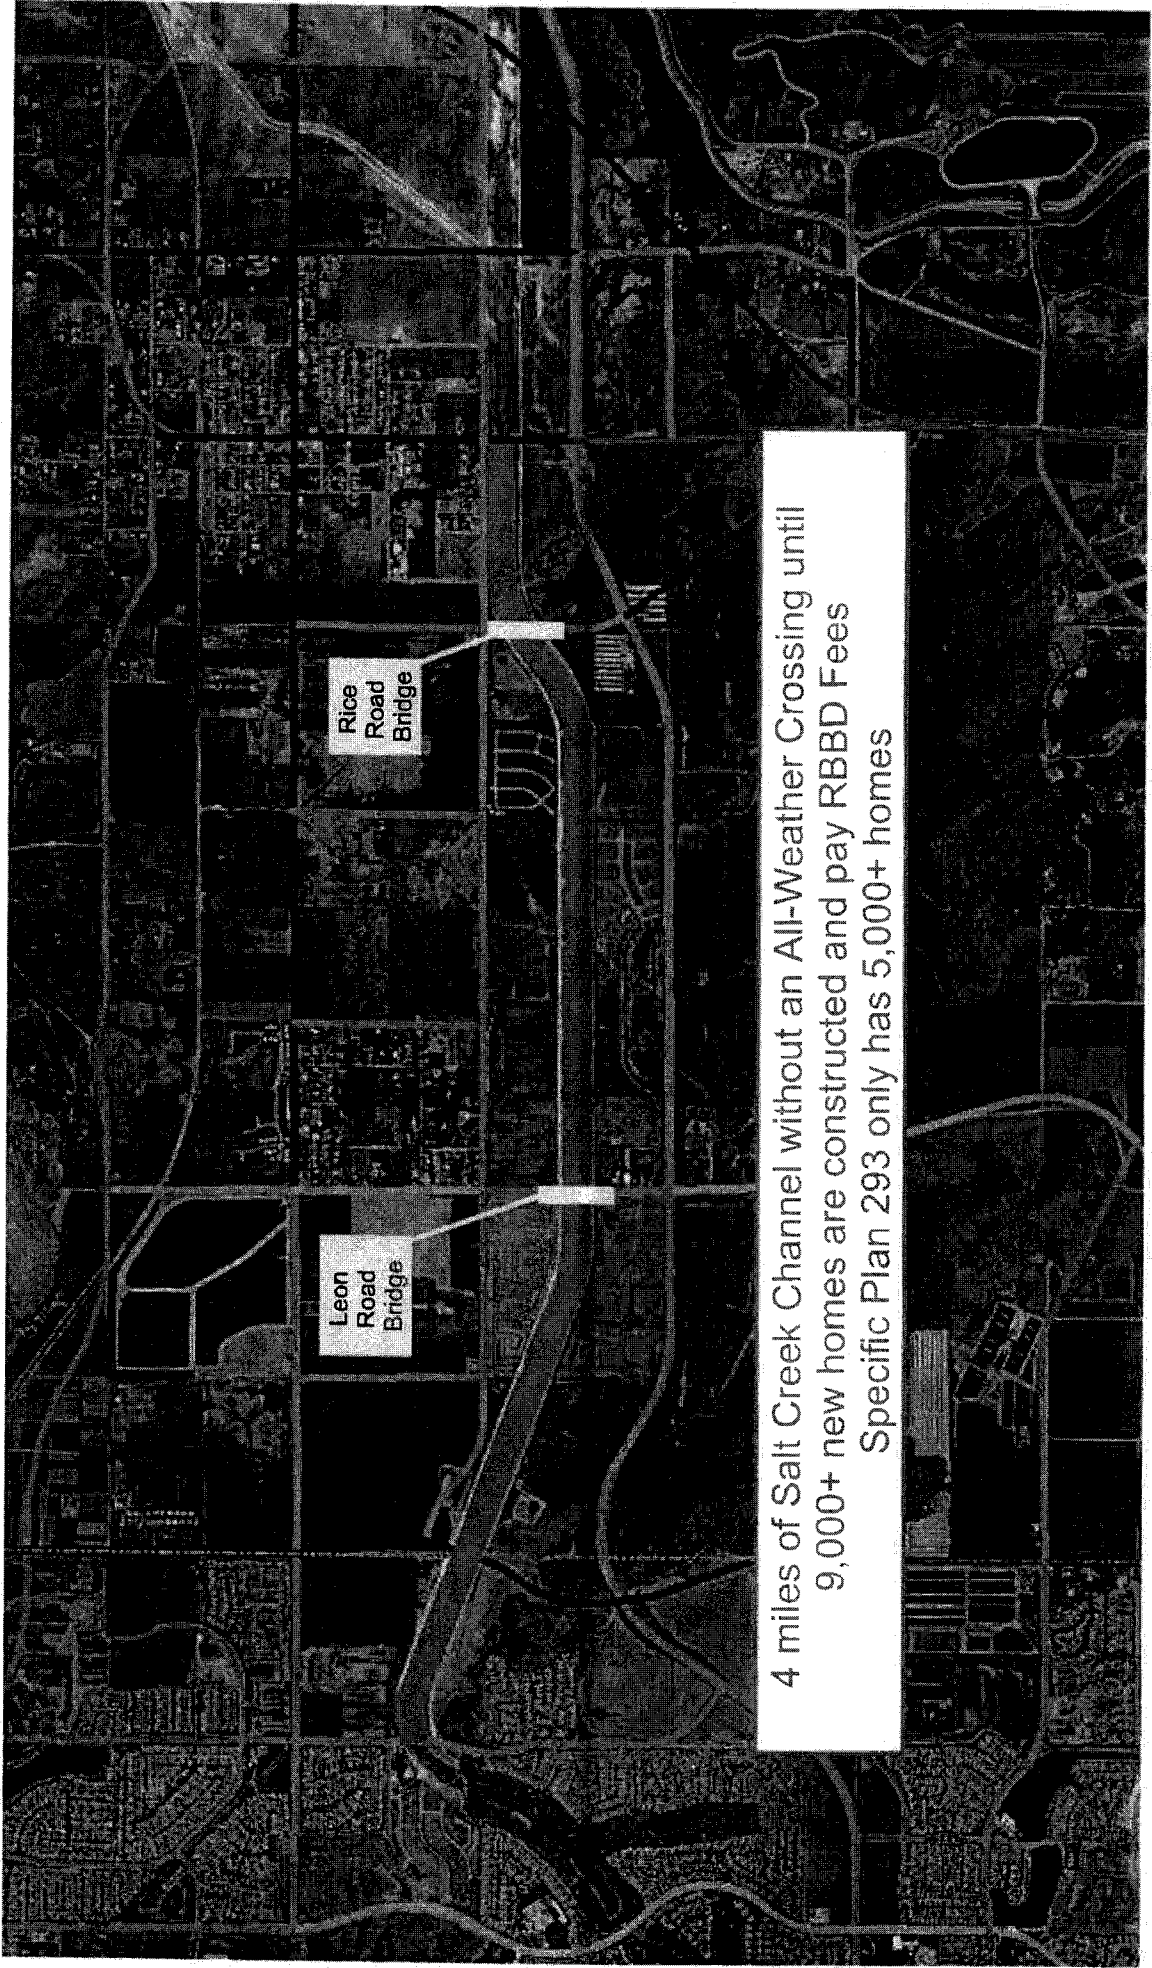 Leon
Road
Bridge
Rice
Road
Bridge
4 miles of Salt Creek Channel without an All-Weather Crossing until
9,000+ new homes are constructed and pay RBBD Fees
Specific Plan 293 only has 5,000+ homes